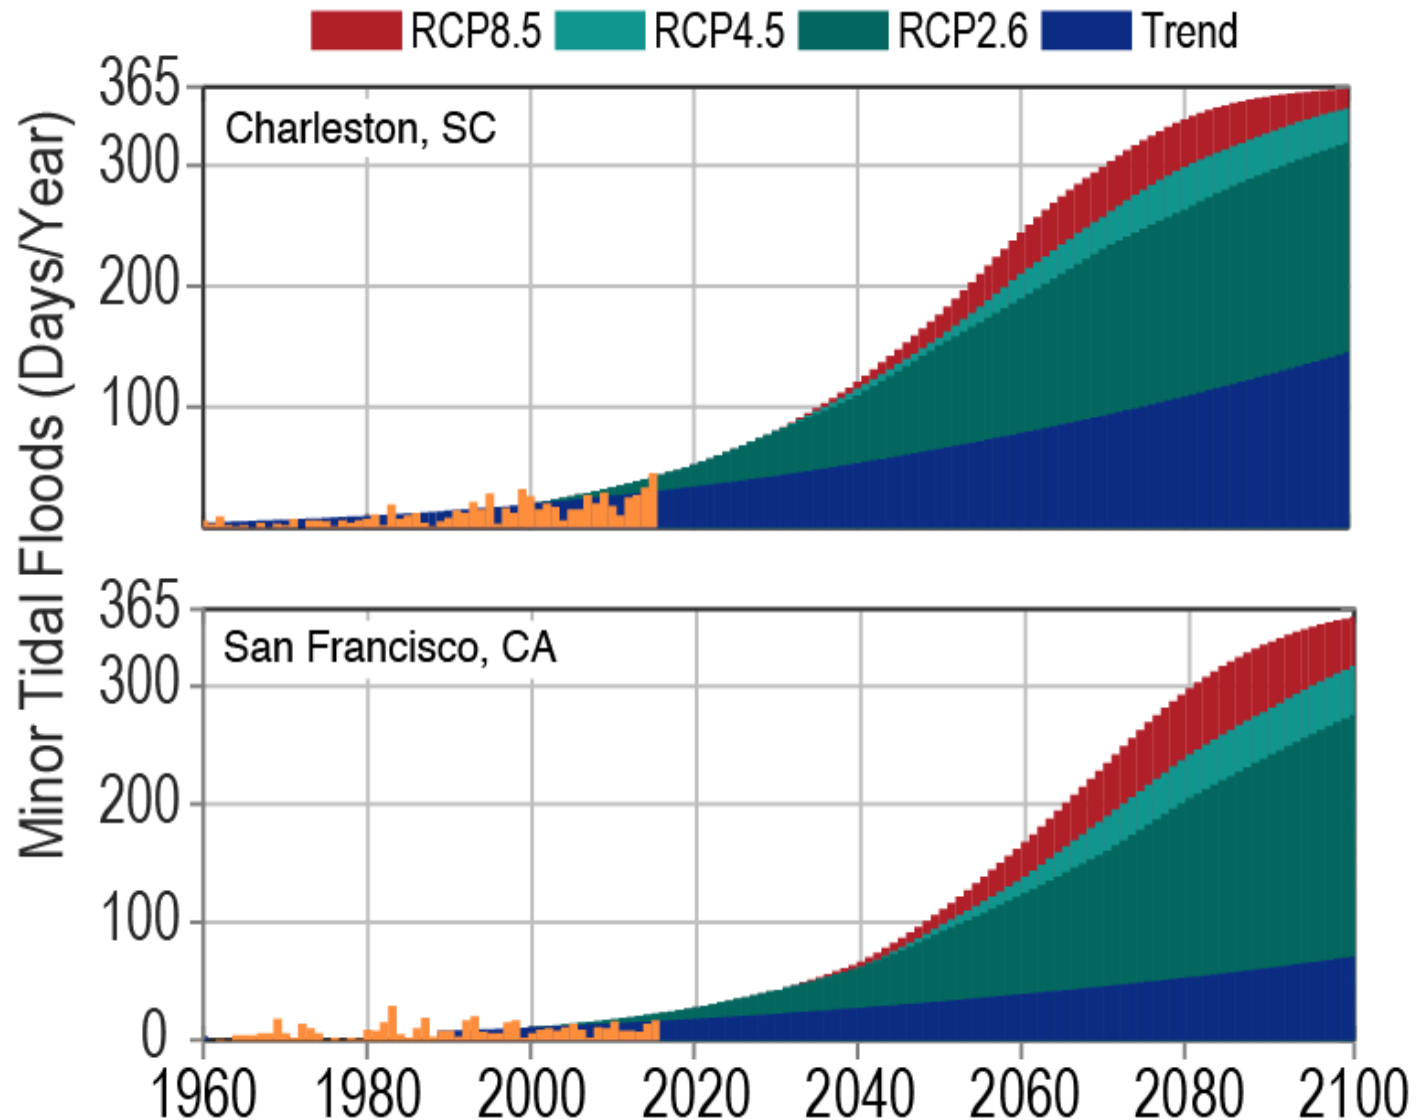 RCP8.5 RCP4.5 RCP2.6 Trend
Minor Tidal Floods (Days/Year)
365
Charleston, SC
300
200
100
365
San Francisco, CA
300
200
100
0
1960 1980 2000 2020 2040 2060 2080 2100